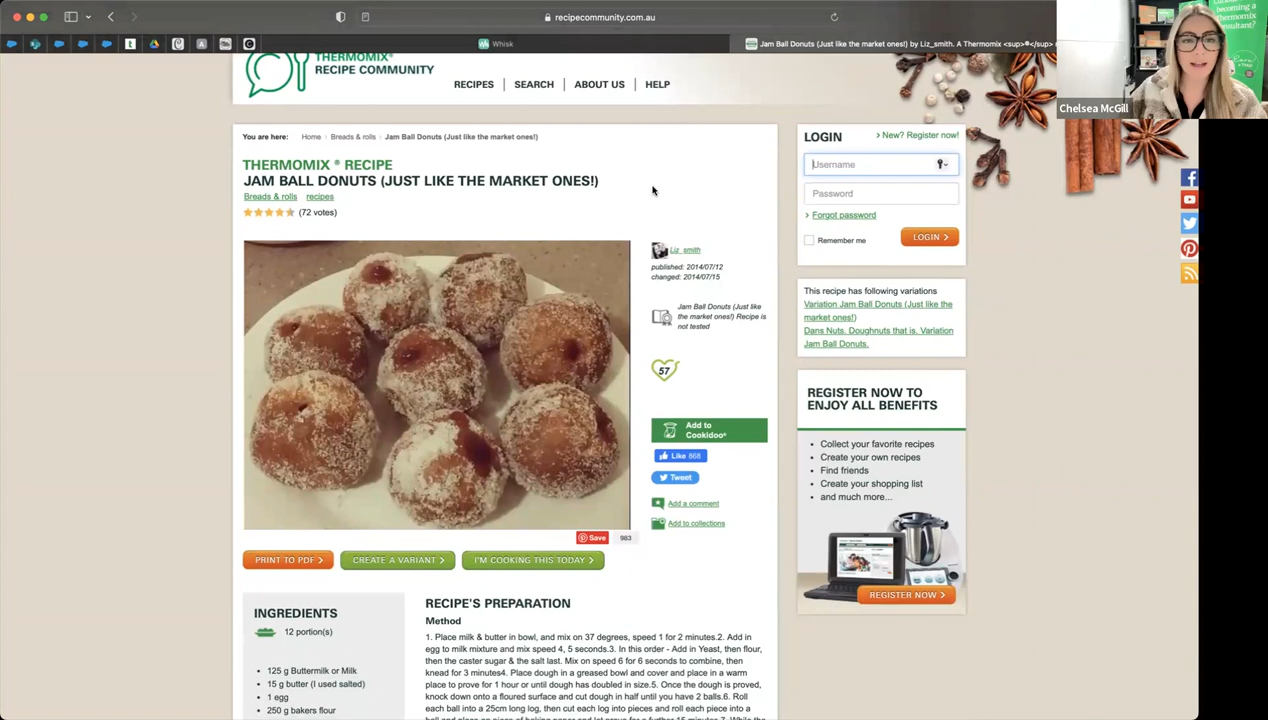 recipecommunity.com.au
Whisk
Jam Ball Donuts (Just like the market ones!) by Liz_smith. A Thermomix <sup>®</sup>
becoming a
Thermomix
consultant?
Chelsea McGill
THERMOMIX®
RECIPE COMMUNITY
RECIPES | SEARCH | ABOUT US | HELP
You are here: Home › Breads & rolls › Jam Ball Donuts (Just like the market ones!)
THERMOMIX ® RECIPE
JAM BALL DONUTS (JUST LIKE THE MARKET ONES!)
Breads & rolls recipes
(72 votes)
Liz_smith
published: 2014/07/12
changed: 2014/07/15
Jam Ball Donuts (Just like
the market ones!) Recipe is
not tested
57
Add to
Cookidoo®
Like 868
Tweet
Add a comment
Add to collections
Save 983
PRINT TO PDF
CREATE A VARIANT
I'M COOKING THIS TODAY
INGREDIENTS
12 portion(s)
• 125 g Buttermilk or Milk
• 15 g butter (I used salted)
• 1 egg
• 250 g bakers flour
RECIPE'S PREPARATION
Method
1. Place milk & butter in bowl, and mix on 37 degrees, speed 1 for 2 minutes.2. Add in
egg to milk mixture and mix speed 4, 5 seconds.3. In this order - Add in Yeast, then flour,
then the caster sugar & the salt last. Mix on speed 6 for 6 seconds to combine, then
knead for 3 minutes4. Place dough in a greased bowl and cover and place in a warm
place to prove for 1 hour or until dough has doubled in size.5. Once the dough is proved,
knock down onto a floured surface and cut dough in half until you have 2 balls.6. Roll
each ball into a 25cm long log, then cut each log into pieces and roll each piece into a
LOGIN
New? Register now!
Username
Password
Forgot password
Remember me
LOGIN
This recipe has following variations
Variation Jam Ball Donuts (Just like the
market ones!)
Dans Nuts. Doughnuts that is. Variation
Jam Ball Donuts.
REGISTER NOW TO
ENJOY ALL BENEFITS
• Collect your favorite recipes
• Create your own recipes
• Find friends
• Create your shopping list
• and much more...
REGISTER NOW